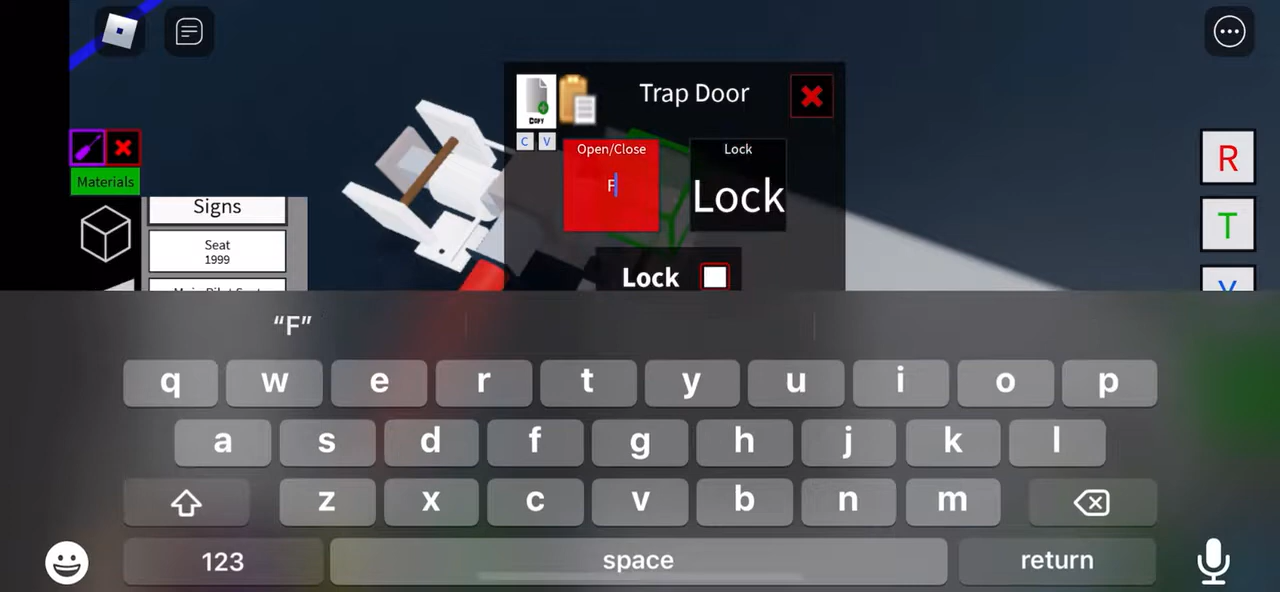 Trap Door
COPY
C V
Open/Close
F
Lock
Lock
Lock
Materials
Signs
Seat
1999
R
T
“F”
q w e r t y u i o p
a s d f g h j k l
z x c v b n m
123 space return